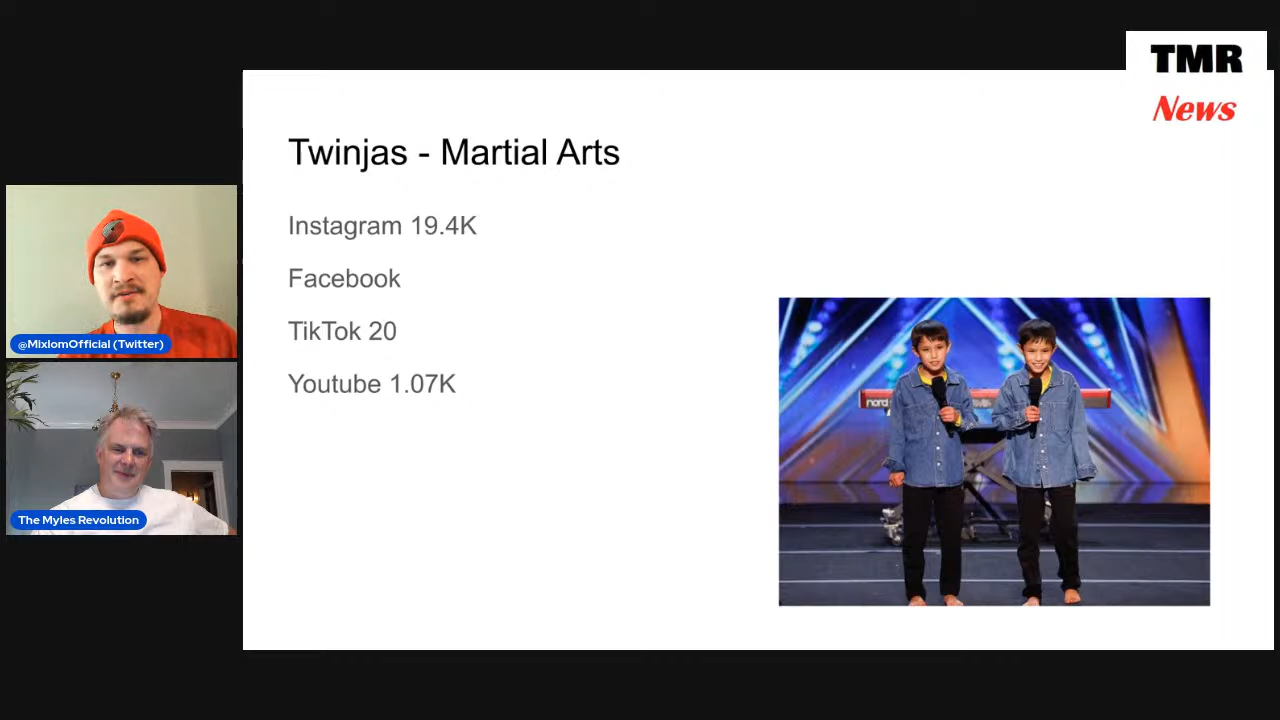 TMR
News
Twinjas - Martial Arts
Instagram 19.4K
Facebook
TikTok 20
Youtube 1.07K
@MixlomOfficial (Twitter)
The Myles Revolution
nord